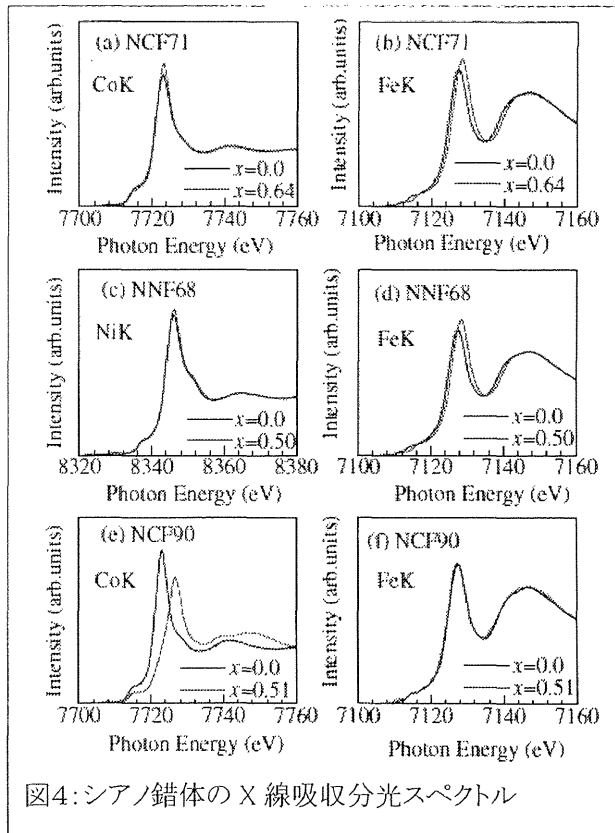 (a) NCF71
CoK
x=0.0
x=0.64
7700 7720 7740 7760
Photon Energy (eV)
Intensity (arb.units)
(b) NCF71
FeK
x=0.0
x=0.64
7100 7120 7140 7160
Photon Energy (eV)
Intensity (arb.units)
(c) NNF68
NiK
x=0.0
x=0.50
8320 8340 8360 8380
Photon Energy (eV)
Intensity (arb.units)
(d) NNF68
FeK
x=0.0
x=0.50
7100 7120 7140 7160
Photon Energy (eV)
Intensity (arb.units)
(e) NCF90
CoK
x=0.0
x=0.51
7700 7720 7740 7760
Photon Energy (eV)
Intensity (arb.units)
(f) NCF90
FeK
x=0.0
x=0.51
7100 7120 7140 7160
Photon Energy (eV)
Intensity (arb.units)
図4:シアノ錯体の X 線吸収分光スペクトル